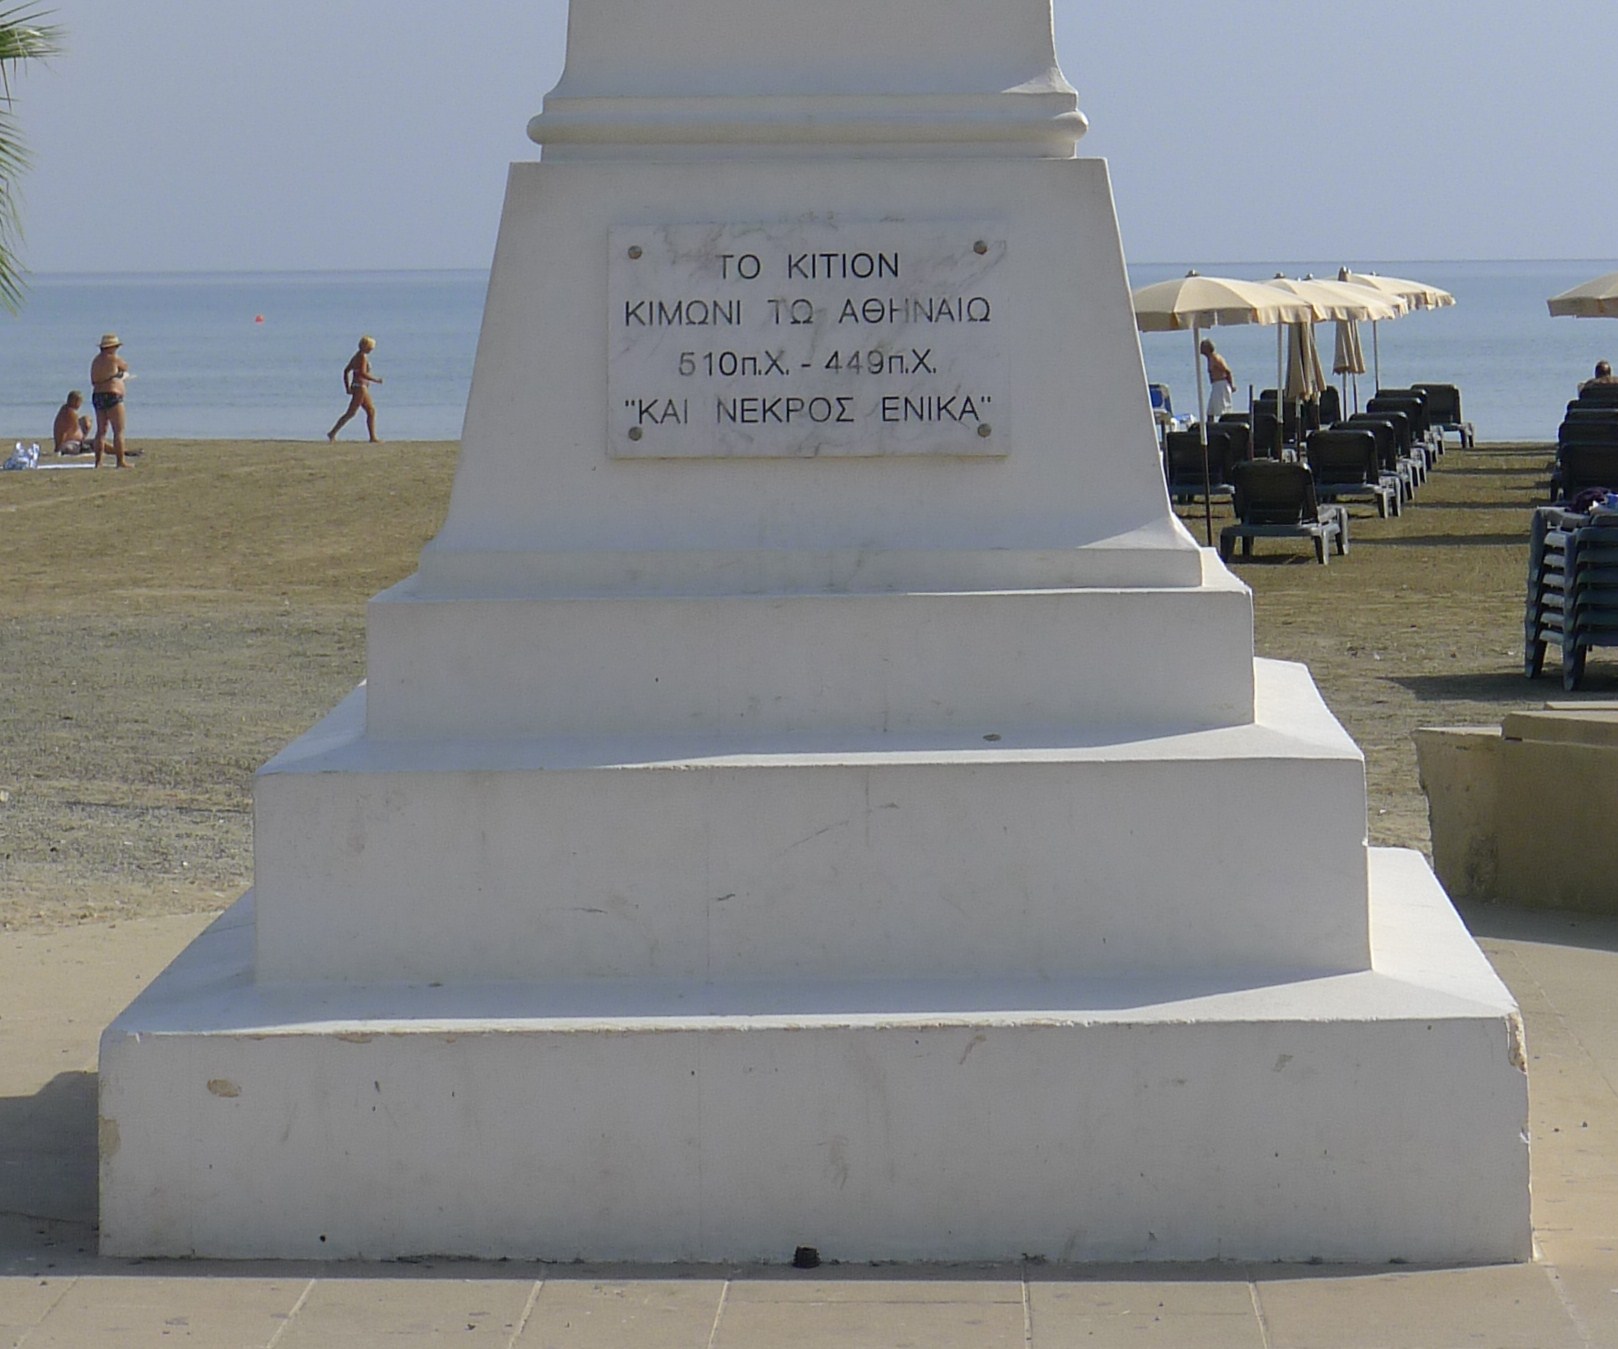 ΤΟ ΚΙΤΙΟΝ
ΚΙΜΩΝΙ ΤΩ ΑΘΗΝΑΙΩ
510π.Χ. - 449π.Χ.
"ΚΑΙ ΝΕΚΡΟΣ ΕΝΙΚΑ"